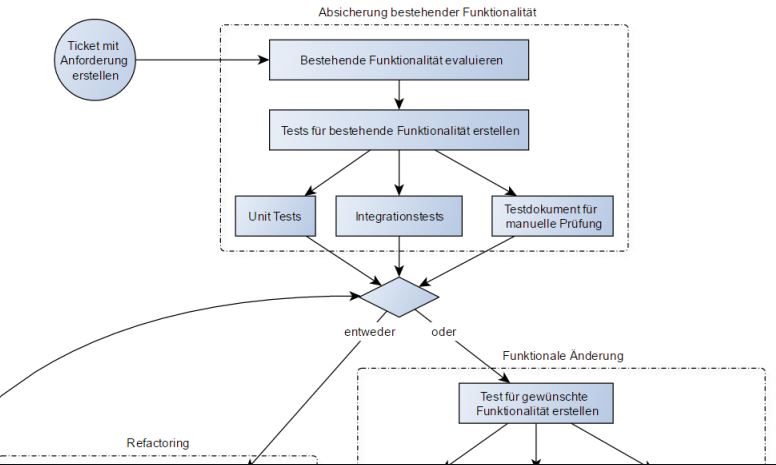 Absicherung bestehender Funktionalität
Ticket mit
Anforderung
erstellen
Bestehende Funktionalität evaluieren
Tests für bestehende Funktionalität erstellen
Unit Tests
Integrationstests
Testdokument für
manuelle Prüfung
entweder
oder
Funktionale Änderung
Test für gewünschte
Funktionalität erstellen
Refactoring